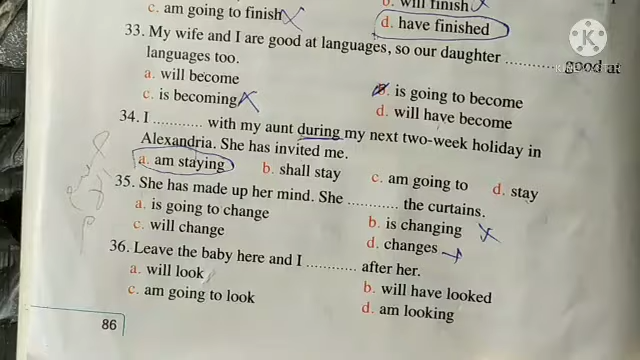 b. will finish
c. am going to finish
d. have finished
33. My wife and I are good at languages, so our daughter ............ good at
languages too.
a. will become
b. is going to become
c. is becoming
d. will have become
34. I ............ with my aunt during my next two-week holiday in
Alexandria. She has invited me.
a. am staying b. shall stay c. am going to d. stay
35. She has made up her mind. She ............ the curtains.
a. is going to change b. is changing
c. will change d. changes
36. Leave the baby here and I ............ after her.
a. will look b. will have looked
c. am going to look d. am looking
86
K
KINEMASTER